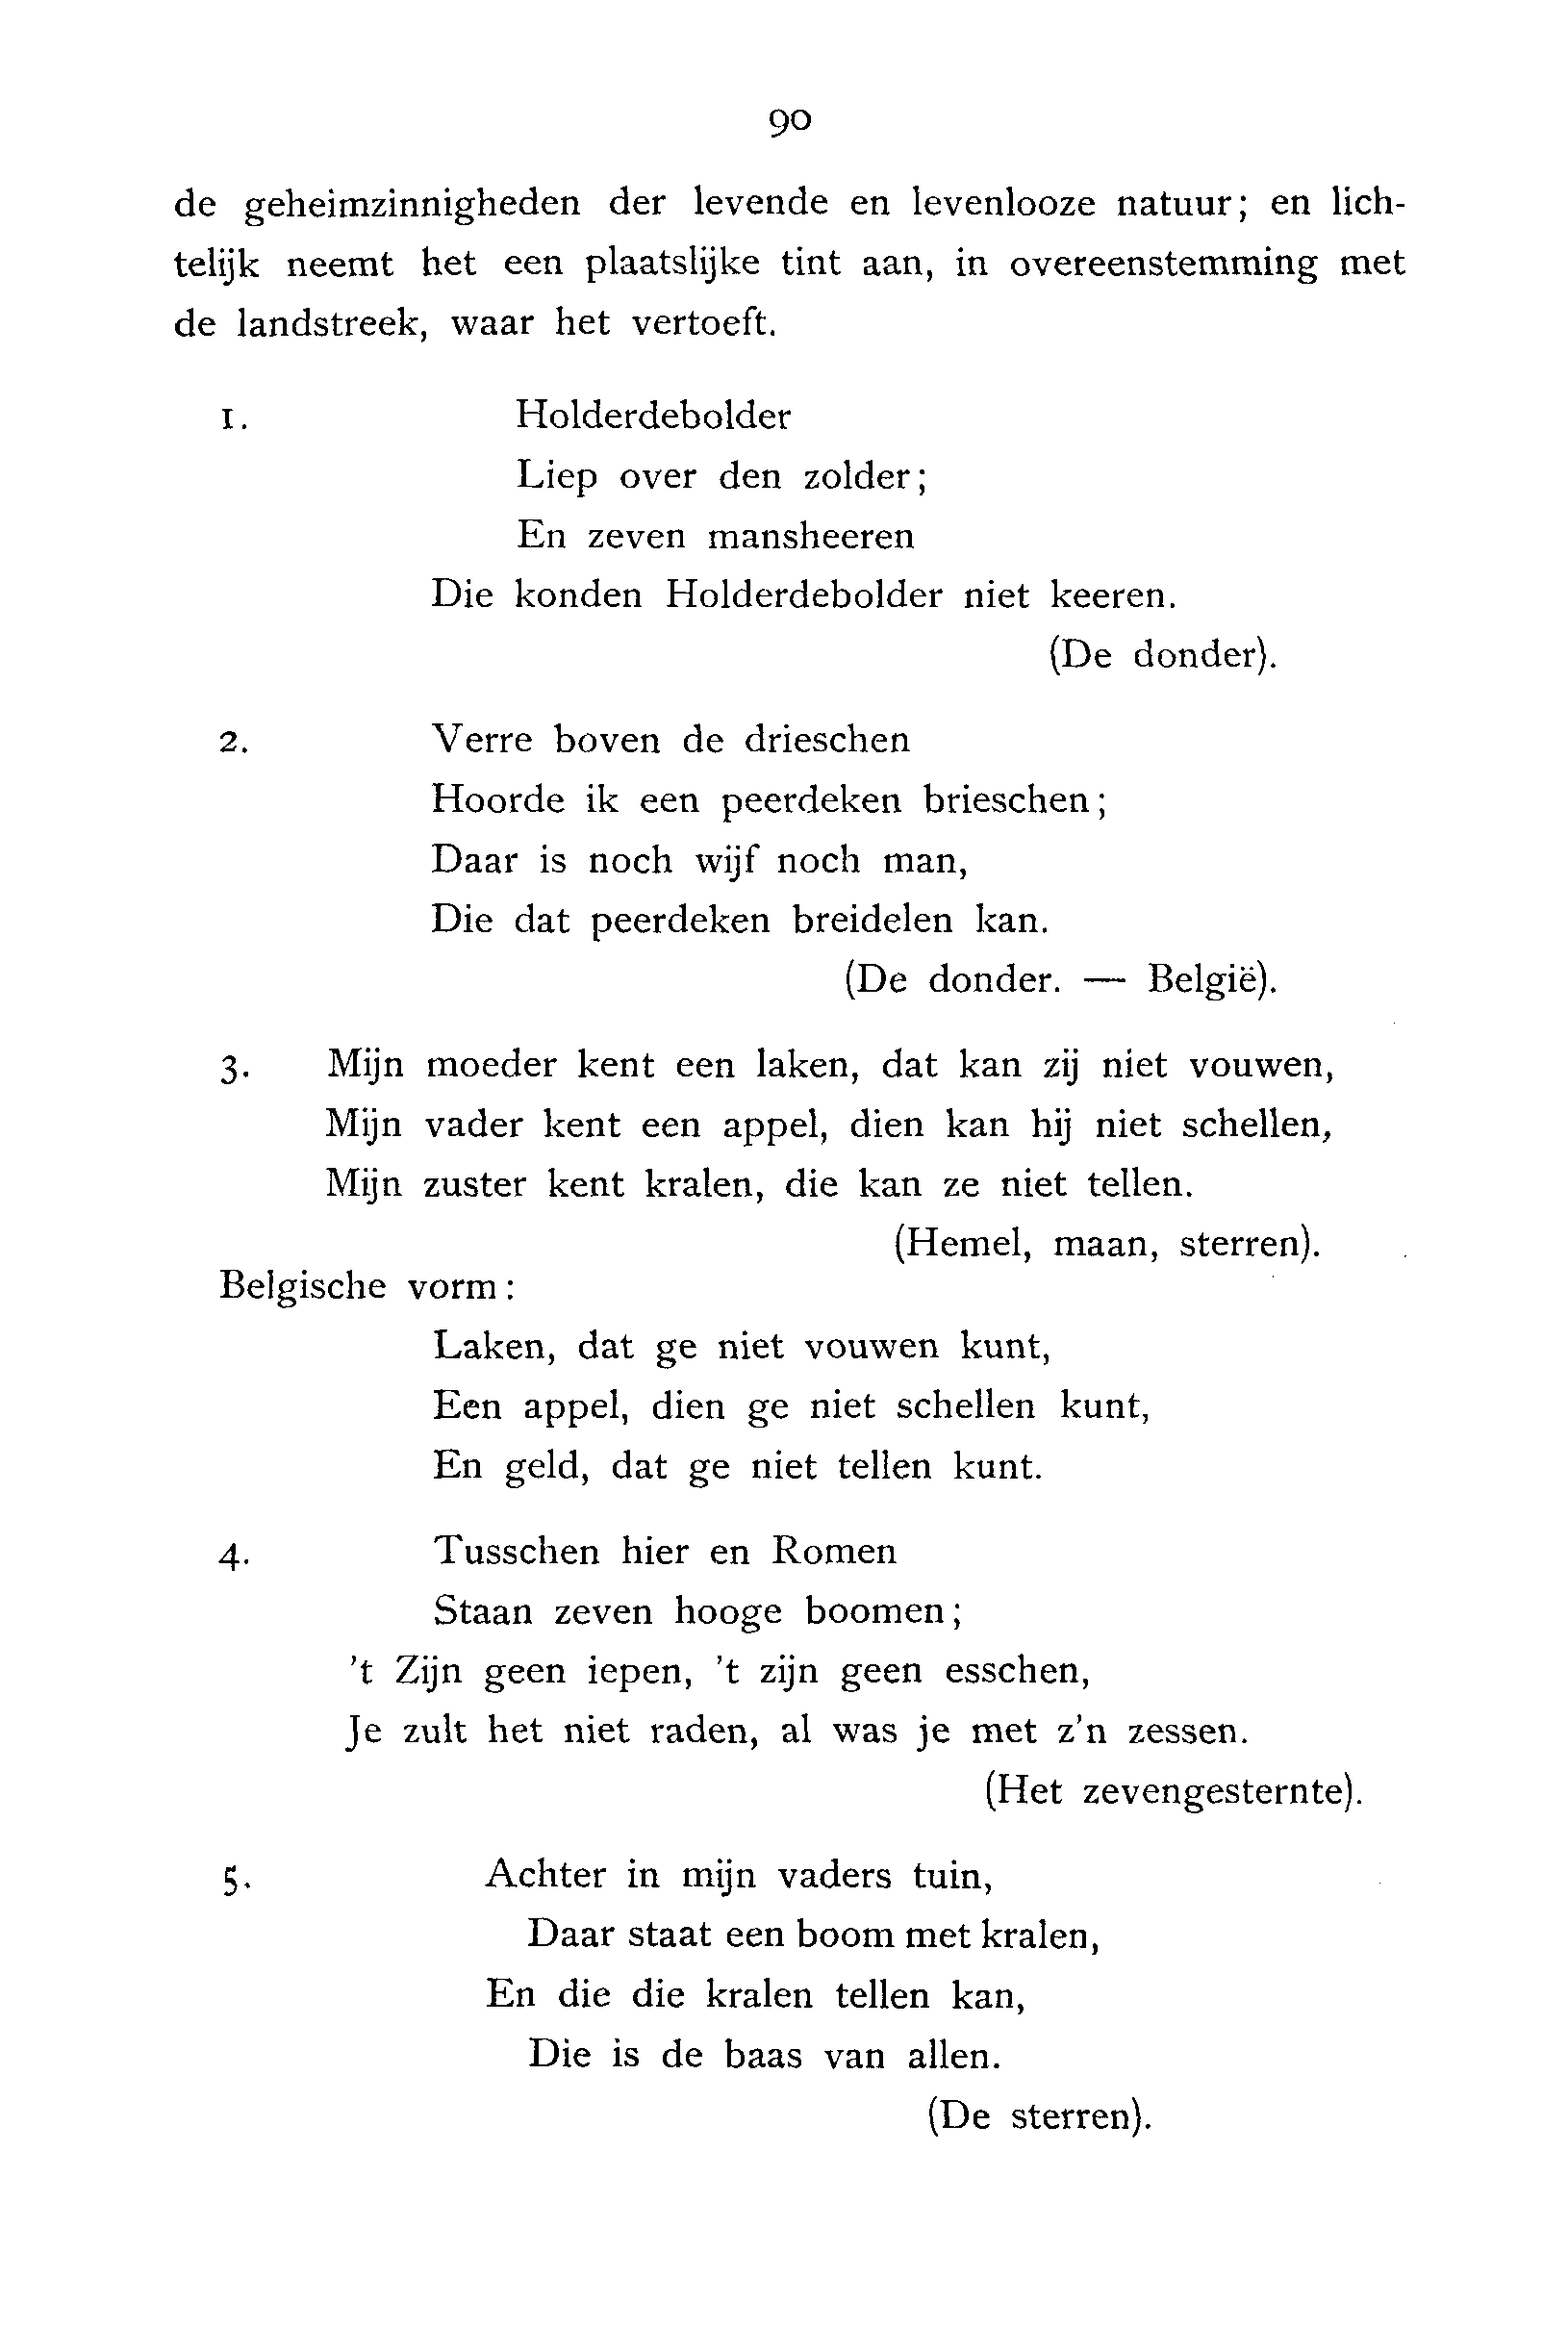 90
de geheimzinnigheden der levende en levenlooze natuur; en lich-
telijk neemt het een plaatslijke tint aan, in overeenstemming met
de landstreek, waar het vertoeft.
1. Holderdebolder
Liep over den zolder;
En zeven mansheeren
Die konden Holderdebolder niet keeren.
(De donder).
2. Verre boven de drieschen
Hoorde ik een peerdeken brieschen;
Daar is noch wijf noch man,
Die dat peerdeken breidelen kan.
(De donder. — België).
3. Mijn moeder kent een laken, dat kan zij niet vouwen,
Mijn vader kent een appel, dien kan hij niet schellen,
Mijn zuster kent kralen, die kan ze niet tellen.
(Hemel, maan, sterren).
Belgische vorm:
Laken, dat ge niet vouwen kunt,
Een appel, dien ge niet schellen kunt,
En geld, dat ge niet tellen kunt.
4. Tusschen hier en Romen
Staan zeven hooge boomen;
't Zijn geen iepen, 't zijn geen esschen,
Je zult het niet raden, al was je met z'n zessen.
(Het zevengesternte).
5. Achter in mijn vaders tuin,
Daar staat een boom met kralen,
En die die kralen tellen kan,
Die is de baas van allen.
(De sterren).